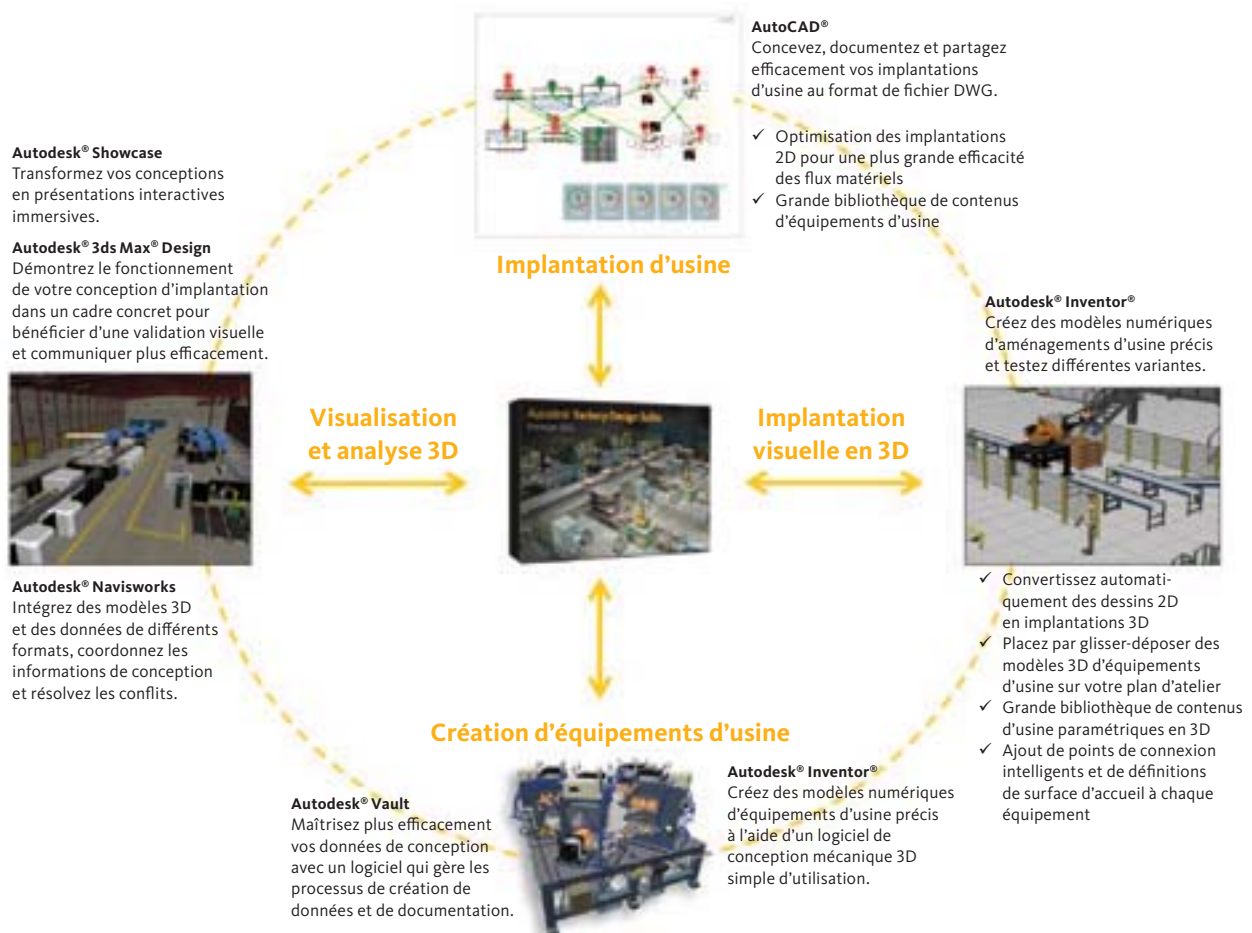 AutoCAD®
Concevez, documentez et partagez
efficacement vos implantations
d'usine au format de fichier DWG.
✓ Optimisation des implantations
2D pour une plus grande efficacité
des flux matériels
✓ Grande bibliothèque de contenus
d'équipements d'usine
Implantation d'usine
Autodesk® Showcase
Transformez vos conceptions
en présentations interactives
immersives.
Autodesk® 3ds Max® Design
Démontrez le fonctionnement
de votre conception d'implantation
dans un cadre concret pour
bénéficier d'une validation visuelle
et communiquer plus efficacement.
Visualisation
et analyse 3D
Autodesk Factory Design Suite
Implantation
visuelle en 3D
Autodesk® Inventor®
Créez des modèles numériques
d'aménagements d'usine précis
et testez différentes variantes.
Autodesk® Navisworks
Intégrez des modèles 3D
et des données de différents
formats, coordonnez les
informations de conception
et résolvez les conflits.
✓ Convertissez automati-
quement des dessins 2D
en implantations 3D
✓ Placez par glisser-déposer des
modèles 3D d'équipements
d'usine sur votre plan d'atelier
✓ Grande bibliothèque de contenus
d'usine paramétriques en 3D
✓ Ajout de points de connexion
intelligents et de définitions
de surface d'accueil à chaque
équipement
Création d'équipements d'usine
Autodesk® Vault
Maîtrisez plus efficacement
vos données de conception
avec un logiciel qui gère les
processus de création de
données et de documentation.
Autodesk® Inventor®
Créez des modèles numériques
d'équipements d'usine précis
à l'aide d'un logiciel de
conception mécanique 3D
simple d'utilisation.